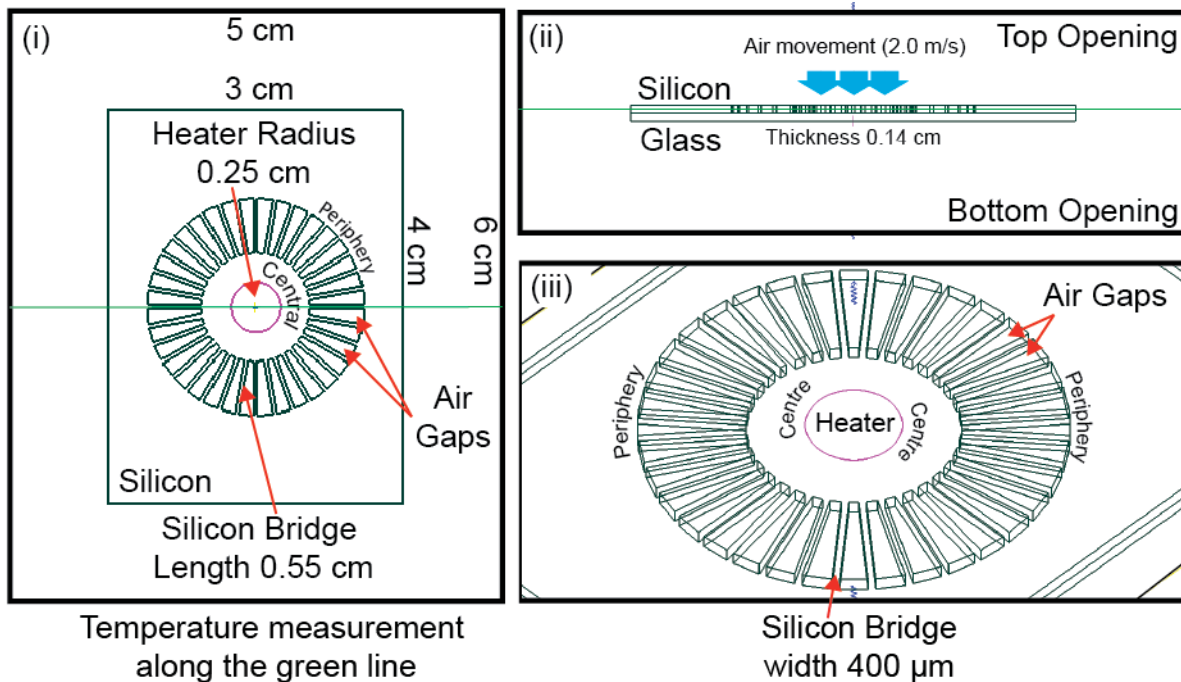 (i)
5 cm
3 cm
Heater Radius
0.25 cm
Periphery
Central
4 cm
6 cm
Air
Gaps
Silicon
Silicon Bridge
Length 0.55 cm
Temperature measurement
along the green line
(ii)
Top Opening
Air movement (2.0 m/s)
Silicon
Glass
Thickness 0.14 cm
Bottom Opening
(iii)
Air Gaps
Periphery
Centre
Heater
Centre
Periphery
Silicon Bridge
width 400 µm